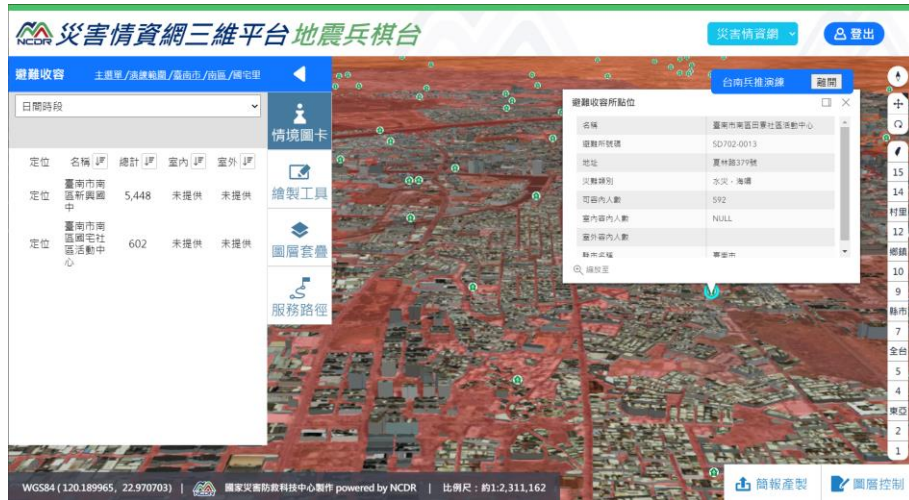 NCDR 災害情資網三維平台地震兵棋台
災害情資網
登出
避難收容 主選單/演練範圍/臺南市/南區/國宅里
日間時段
定位 名稱 總計 室內 室外
定位 臺南市南區新興國中 5,448 未提供 未提供
定位 臺南市南區國宅社區活動中心 602 未提供 未提供
情境圖卡
繪製工具
圖層套疊
服務路徑
台南兵推演練 離開
避難收容所點位
名稱 臺南市南區田寮社區活動中心
避難所號碼 SD702-0013
地址 夏林路379號
災難類別 水災、海嘯
可容納人數 592
室內容納人數 NULL
室外容納人數
縣市名稱 臺南市
縮放至
15
14
村里
12
鄉鎮
10
9
縣市
7
全台
5
4
東亞
2
1
WGS84 ( 120.189965, 22.970703) | 國家災害防救科技中心製作 powered by NCDR | 比例尺 : 約1:2,311,162
簡報產製
圖層控制